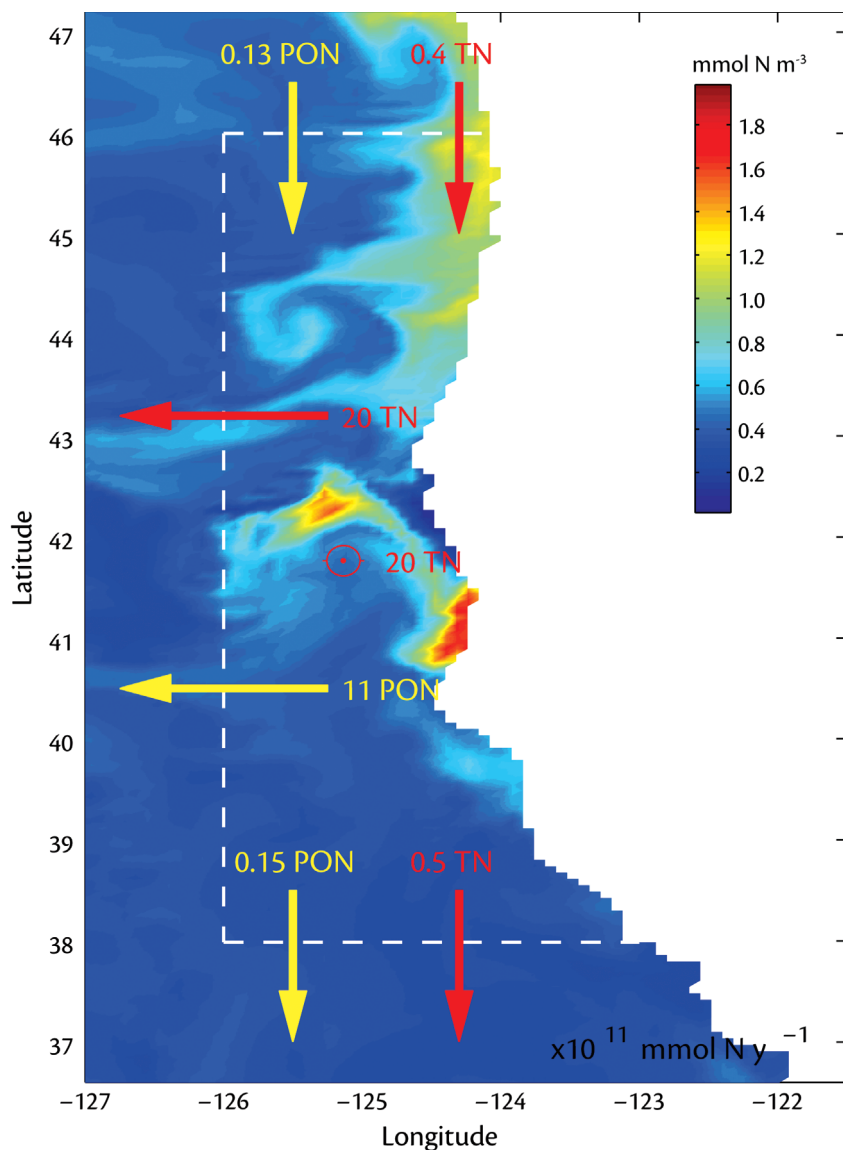 0.13 PON
0.4 TN
mmol N m⁻³
47
46
45
44
43
42
41
40
39
38
37
Latitude
1.8
1.6
1.4
1.2
1.0
0.8
0.6
0.4
0.2
20 TN
20 TN
11 PON
0.15 PON
0.5 TN
x10 ¹¹ mmol N y⁻¹
−127 −126 −125 −124 −123 −122
Longitude